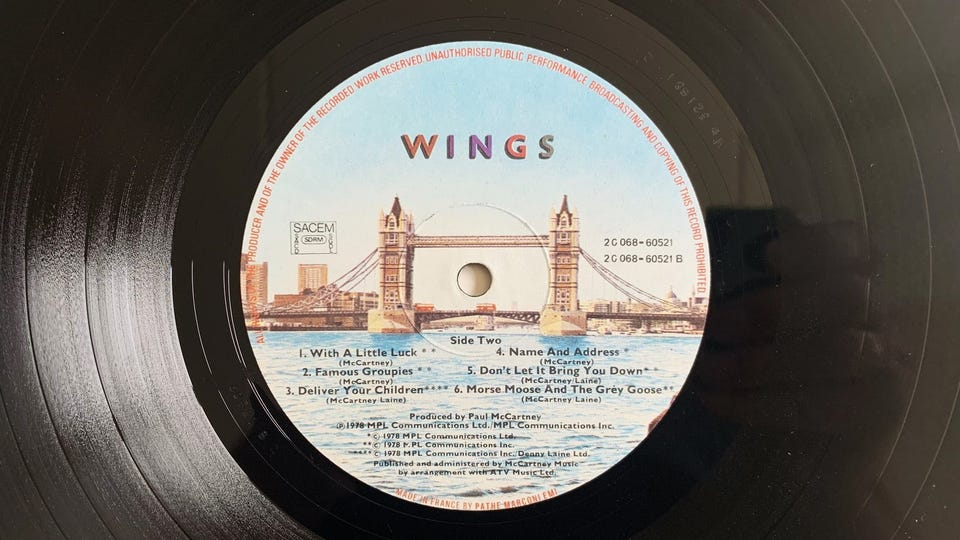 ALL RIGHTS OF THE PRODUCER AND OF THE OWNER OF THE RECORDED WORK RESERVED. UNAUTHORISED PUBLIC PERFORMANCE BROADCASTING AND COPYING OF THIS RECORD PROHIBITED
WINGS
SACEM
SDRM
2C 068-60521
2C 068-60521 B
Side Two
1. With A Little Luck * *
(McCartney)
2. Famous Groupies * *
(McCartney)
3. Deliver Your Children * * * *
(McCartney Laine)
4. Name And Address *
(McCartney)
5. Don't Let It Bring You Down * *
(McCartney/Laine)
6. Morse Moose And The Grey Goose * *
(McCartney Laine)
Produced by Paul McCartney
℗ 1978 MPL Communications Ltd./MPL Communications Inc.
* © 1978 MPL Communications Ltd.
* * © 1978 MPL Communications Inc.
* * * * © 1978 MPL Communications Inc. Denny Laine Ltd.
Published and administered by McCartney Music
by arrangement with ATV Music Ltd.
MADE IN FRANCE BY PATHE MARCONI EMI